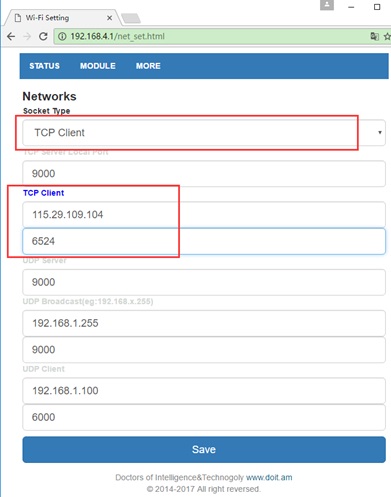 Wi-Fi Setting
192.168.4.1/net_set.html
STATUS MODULE MORE
Networks
Socket Type
TCP Client
TCP Server Local Port
9000
TCP Client
115.29.109.104
6524
UDP Server
9000
UDP Broadcast(eg:192.168.x.255)
192.168.1.255
9000
UDP Client
192.168.1.100
6000
Save
Doctors of Intelligence&Technogoly www.doit.am
© 2014-2017 All right reversed.